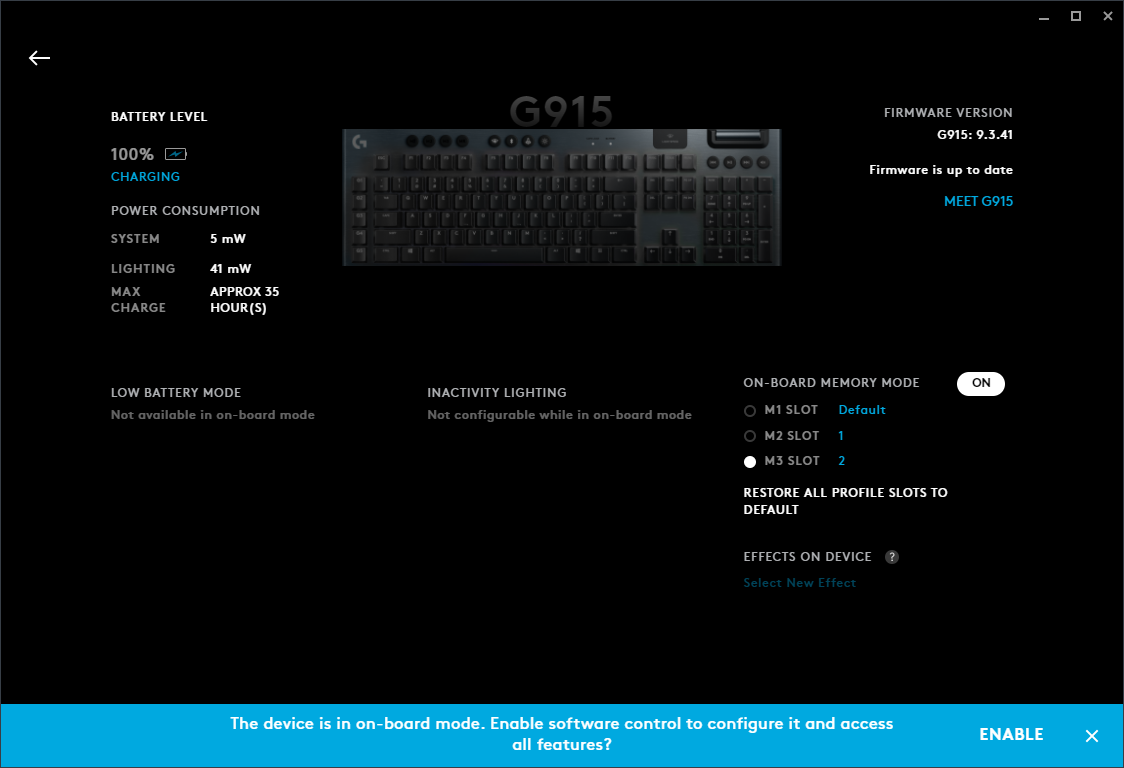 G915
BATTERY LEVEL
100%
CHARGING
POWER CONSUMPTION
SYSTEM 5 mW
LIGHTING 41 mW
MAX CHARGE APPROX 35 HOUR(S)
FIRMWARE VERSION
G915: 9.3.41
Firmware is up to date
MEET G915
LOW BATTERY MODE
Not available in on-board mode
INACTIVITY LIGHTING
Not configurable while in on-board mode
ON-BOARD MEMORY MODE ON
M1 SLOT Default
M2 SLOT 1
M3 SLOT 2
RESTORE ALL PROFILE SLOTS TO
DEFAULT
EFFECTS ON DEVICE ?
Select New Effect
The device is in on-board mode. Enable software control to configure it and access
all features?
ENABLE